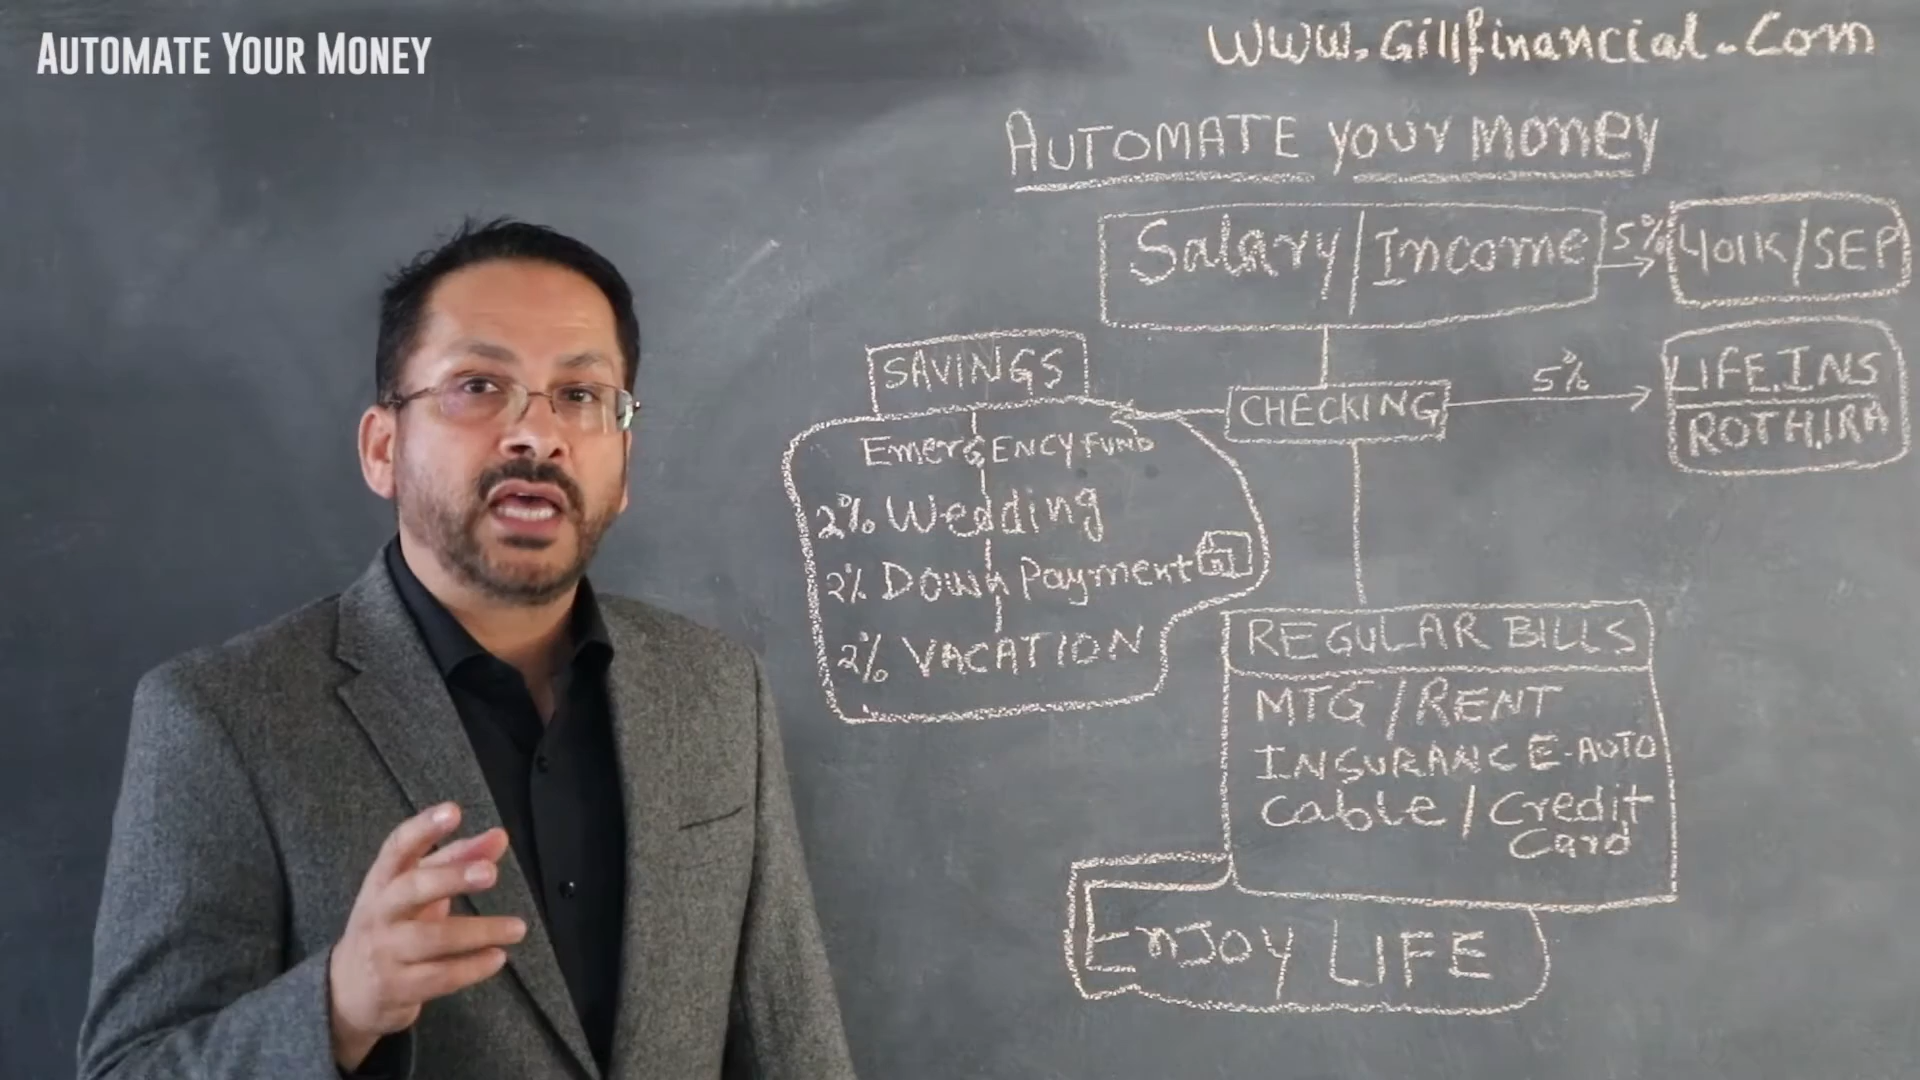 AUTOMATE YOUR MONEY
www.Gillfinancial.Com
AUTOMATE YOUR MONEY
Salary/Income
5%
401K/SEP
SAVINGS
CHECKING
5%
LIFE.INS
ROTH.IRA
EmerGENCY FUND
2% Wedding
2% Down Payment
2% VACATION
REGULAR BILLS
MTG/RENT
INSURANCE-AUTO
Cable/Credit
Card
EnJOY LIFE